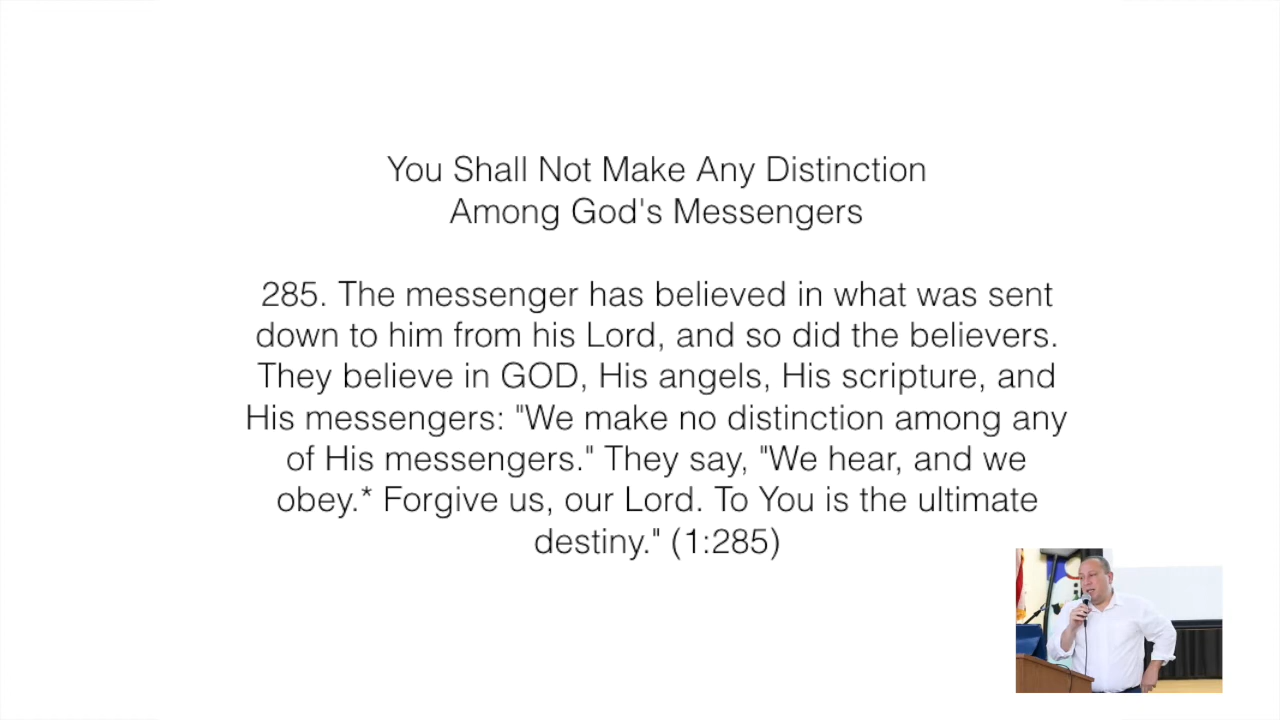 You Shall Not Make Any Distinction
Among God's Messengers
285. The messenger has believed in what was sent
down to him from his Lord, and so did the believers.
They believe in GOD, His angels, His scripture, and
His messengers: "We make no distinction among any
of His messengers." They say, "We hear, and we
obey.* Forgive us, our Lord. To You is the ultimate
destiny." (1:285)